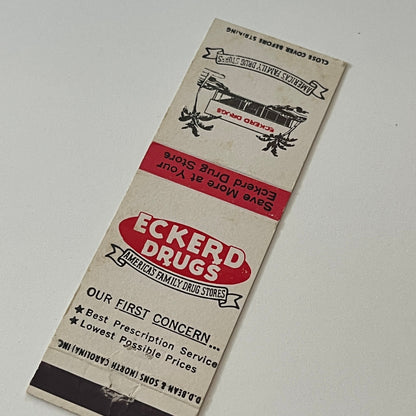 CLOSE COVER BEFORE STRIKING
AMERICA'S FAMILY DRUG STORES
ECKERD DRUGS
Save More at Your
Eckerd Drug Store
ECKERD
DRUGS
AMERICA'S FAMILY DRUG STORES
OUR FIRST CONCERN...
★ Best Prescription Service
★ Lowest Possible Prices
D.D. BEAN & SONS (NORTH CAROLINA) INC.